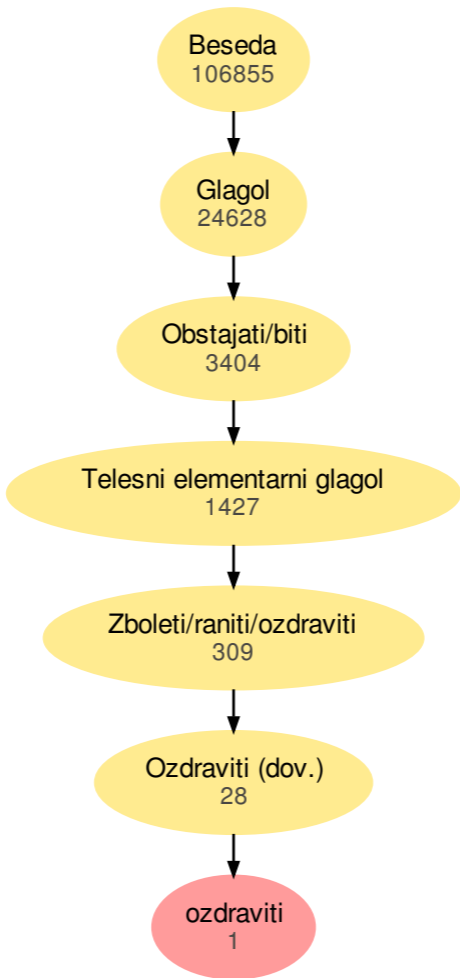 Beseda
106855
Glagol
24628
Obstajati/biti
3404
Telesni elementarni glagol
1427
Zboleti/raniti/ozdraviti
309
Ozdraviti (dov.)
28
ozdraviti
1